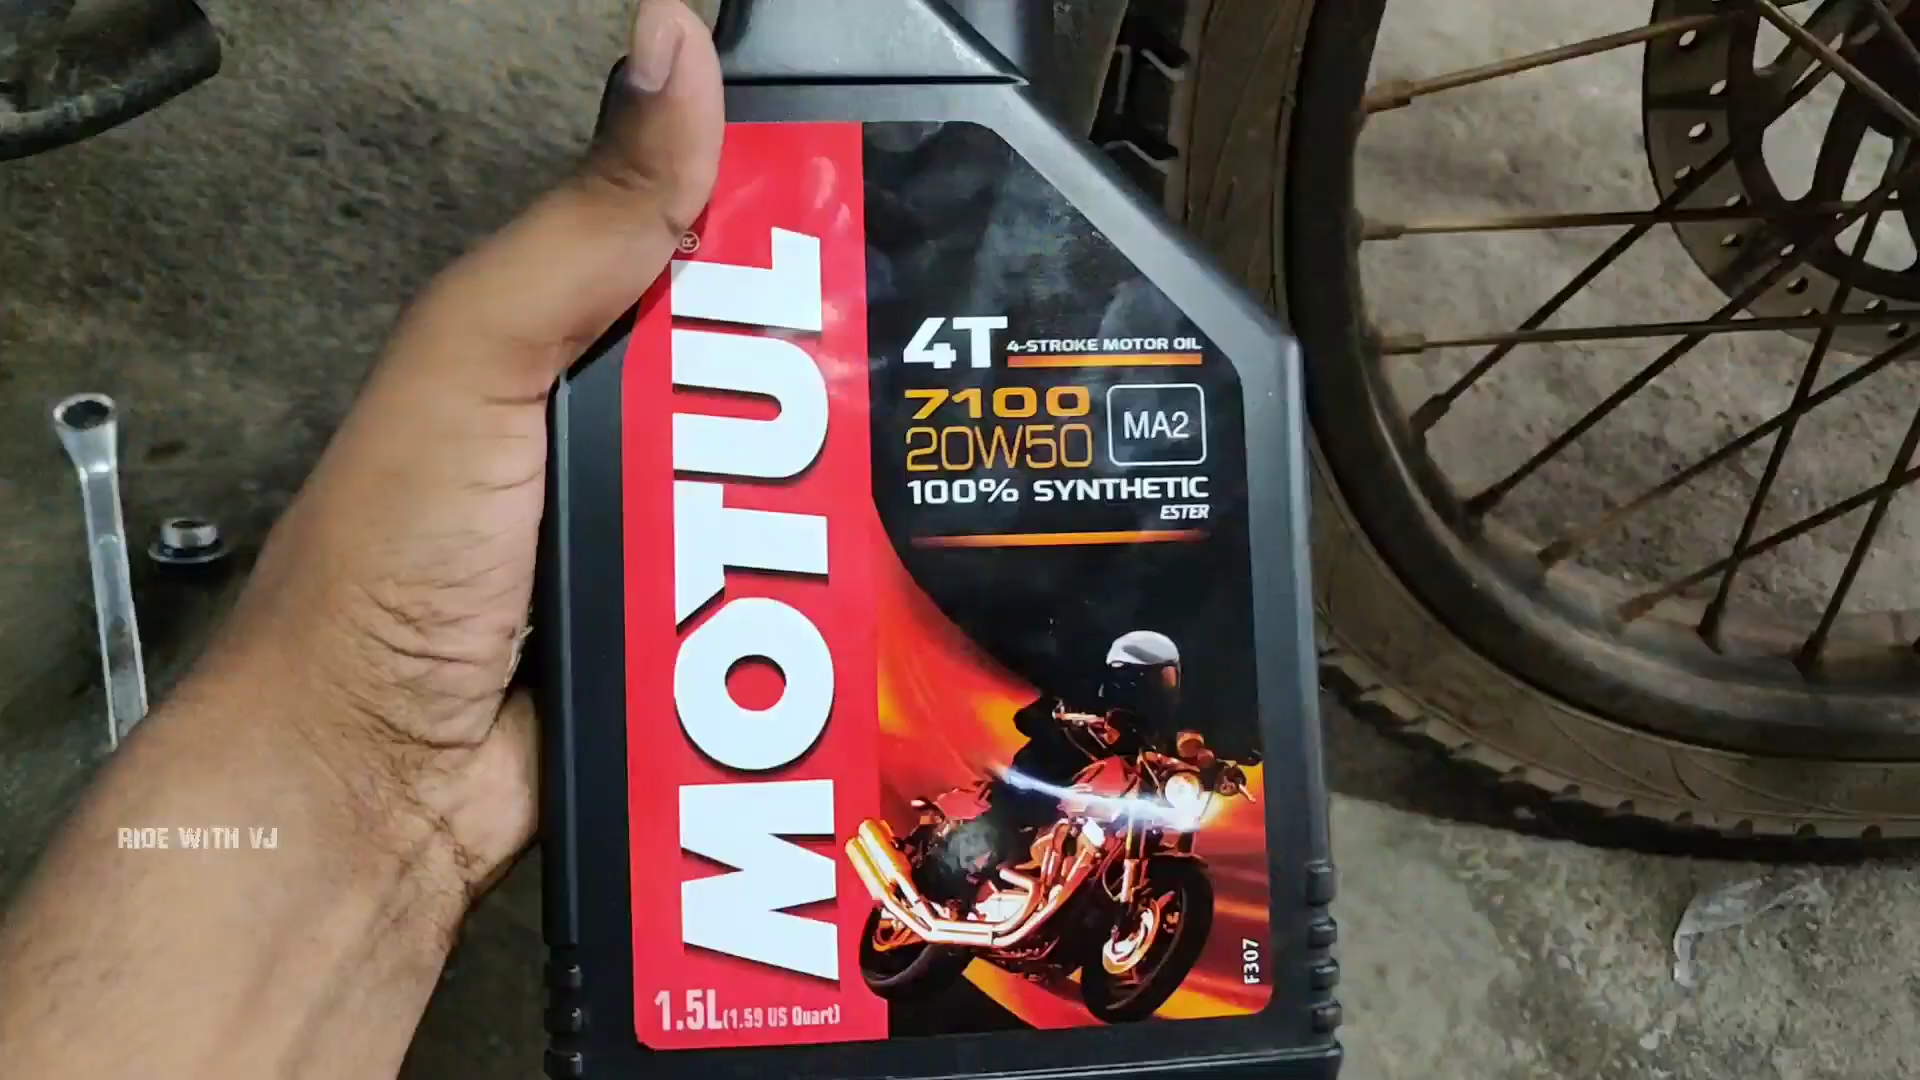 MOTUL®
4T 4-STROKE MOTOR OIL
7100
20W50
MA2
100% SYNTHETIC
ESTER
F307
1.5L(1.59 US Quart)
RIDE WITH VJ